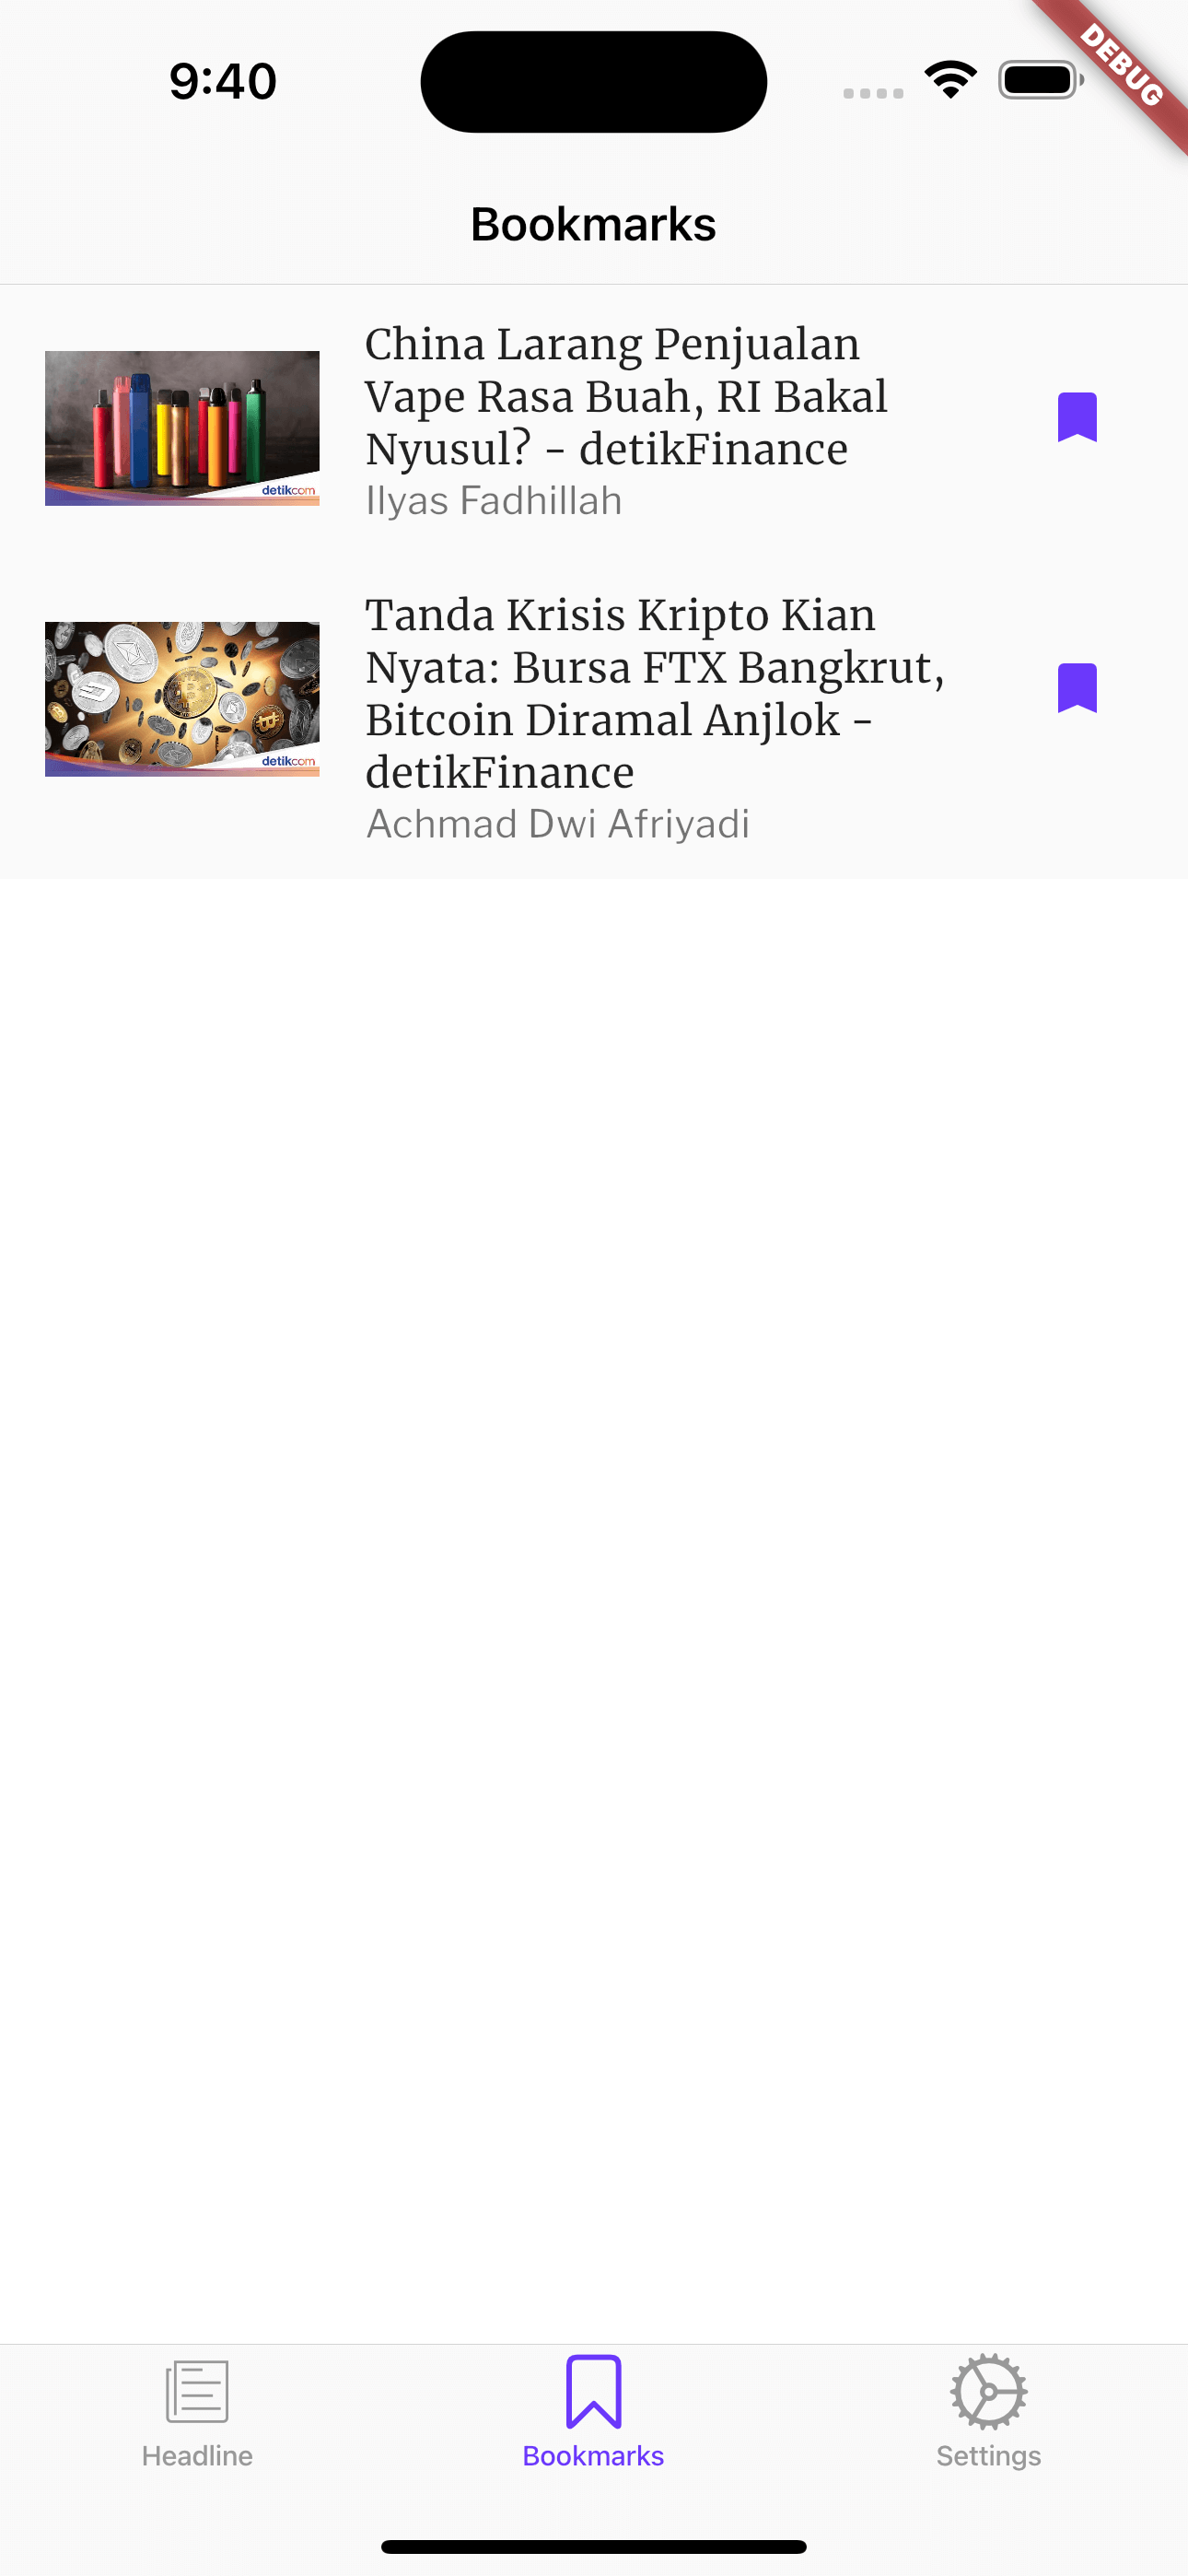 9:40
DEBUG
Bookmarks
China Larang Penjualan
Vape Rasa Buah, RI Bakal
Nyusul? - detikFinance
Ilyas Fadhillah
detikcom
Tanda Krisis Kripto Kian
Nyata: Bursa FTX Bangkrut,
Bitcoin Diramal Anjlok -
detikFinance
Achmad Dwi Afriyadi
detikcom
Headline
Bookmarks
Settings